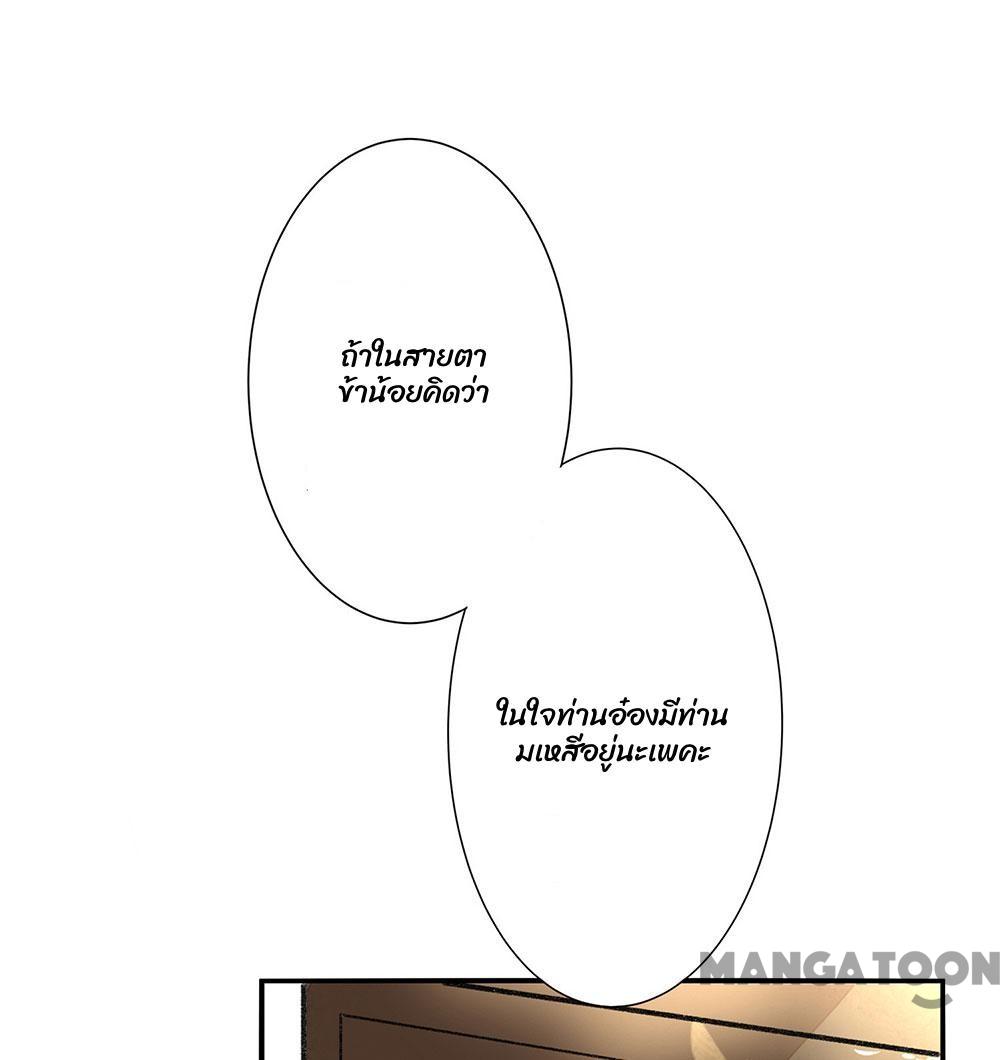 ถ้าในสายตา
ข้าน้อยคิดว่า
ในใจท่านอ๋องมีท่าน
มเหสีอยู่นะเพคะ
MANGATOON